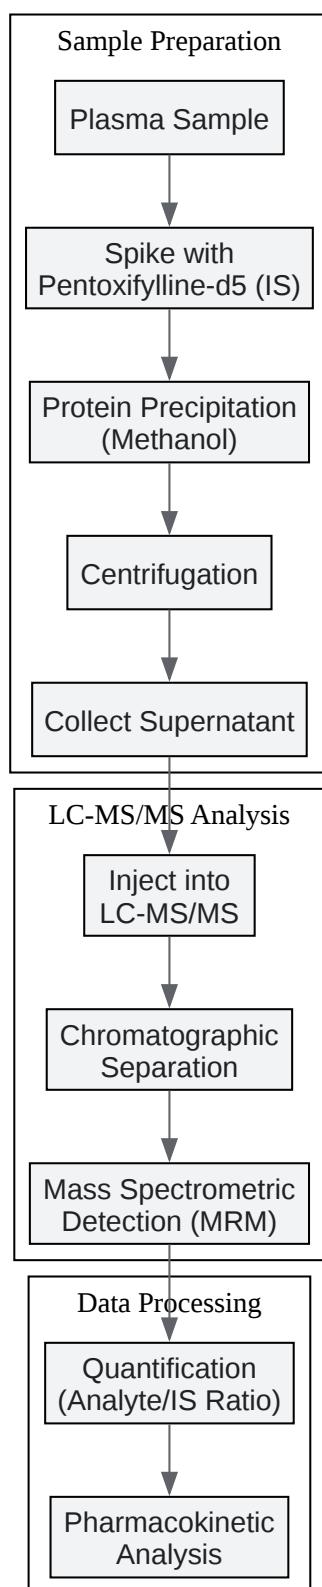 Sample Preparation
Plasma Sample
Spike with
Pentoxifylline-d5 (IS)
Protein Precipitation
(Methanol)
Centrifugation
Collect Supernatant
LC-MS/MS Analysis
Inject into
LC-MS/MS
Chromatographic
Separation
Mass Spectrometric
Detection (MRM)
Data Processing
Quantification
(Analyte/IS Ratio)
Pharmacokinetic
Analysis